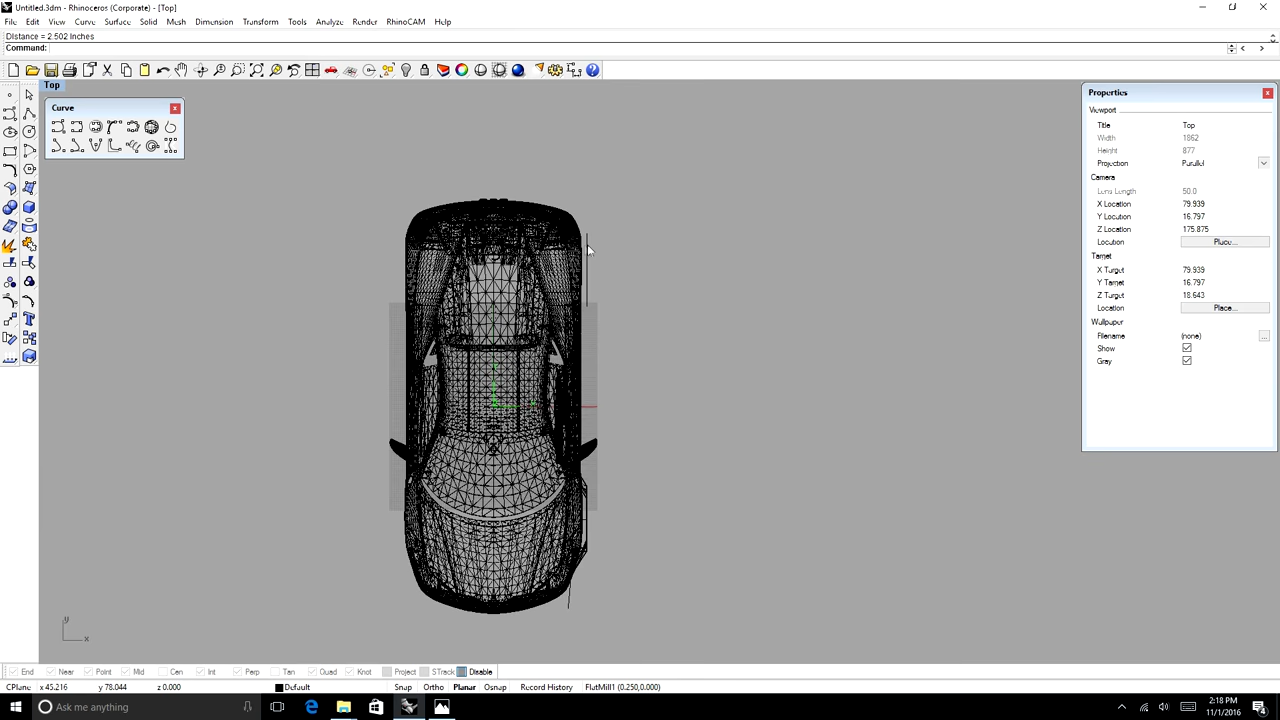 Untitled.3dm - Rhinoceros (Corporate) - [Top]
File Edit View Curve Surface Solid Mesh Dimension Transform Tools Analyze Render RhinoCAM Help
Distance = 2.502 inches
Command:
Top
Curve
Properties
Viewport
Title Top
Width 1862
Height 877
Projection Parallel
Camera
Lens Length 50.0
X Location 79.939
Y Location 16.797
Z Location 175.875
Location Place...
Target
X Target 79.939
Y Target 16.797
Z Target 18.643
Location Place...
Wallpaper
Filename (none) ...
Show
Gray
y
x
End Near Point Mid Cen Int Perp Tan Quad Knot Project STrack Disable
CPlane x 45.216 y 78.044 z 0.000 Default Snap Ortho Planar Osnap Record History FlatMill1 (0.250,0.000)
Ask me anything
2:18 PM
11/1/2016